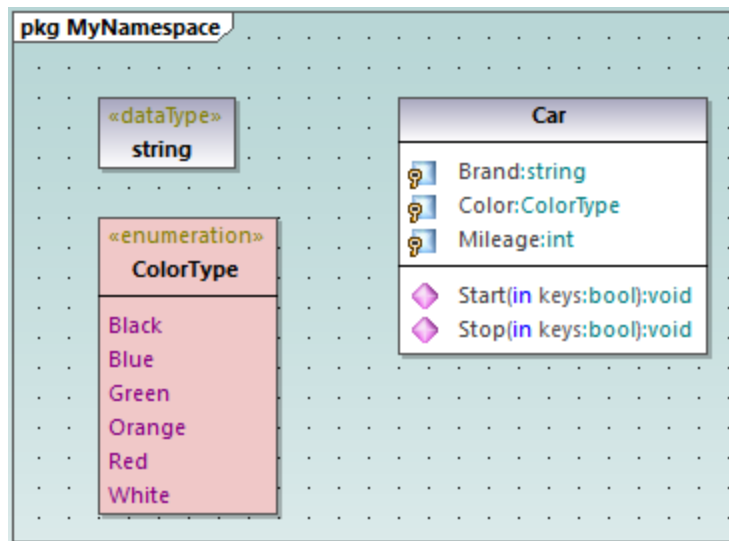 pkg MyNamespace
«dataType»
string
«enumeration»
ColorType
Black
Blue
Green
Orange
Red
White
Car
Brand:string
Color:ColorType
Mileage:int
Start(in keys:bool):void
Stop(in keys:bool):void